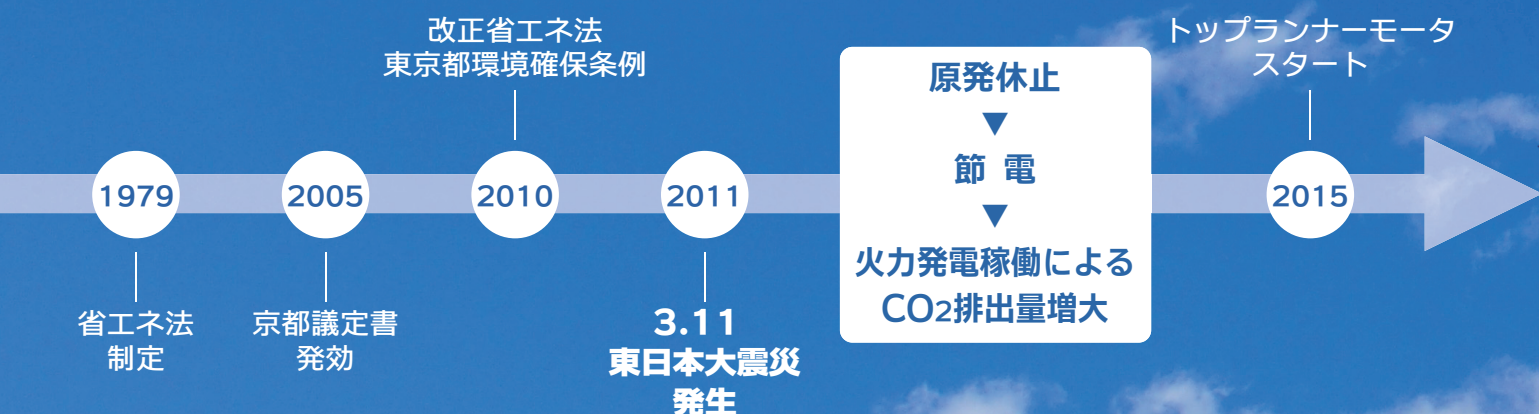 改正省エネ法
東京都環境確保条例
トップランナーモータ
スタート
原発休止
▼
節 電
▼
火力発電稼働による
CO2排出量増大
1979
2005
2010
2011
2015
省エネ法
制定
京都議定書
発効
3.11
東日本大震災
発生